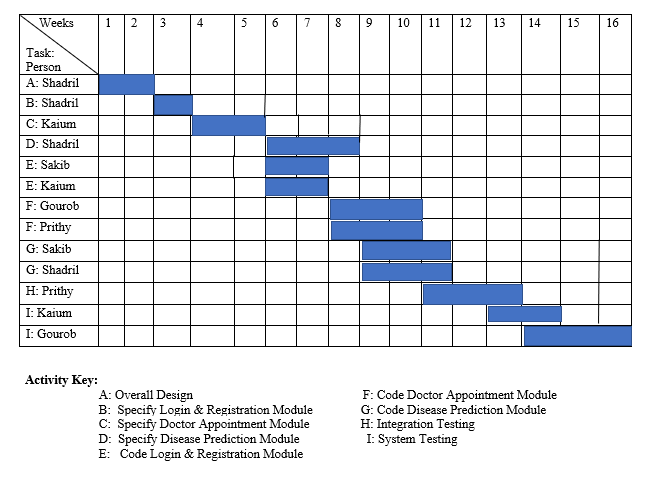 Weeks 1 2 3 4 5 6 7 8 9 10 11 12 13 14 15 16
Task:
Person
A: Shadril
B: Shadril
C: Kaium
D: Shadril
E: Sakib
E: Kaium
F: Gourob
F: Prithy
G: Sakib
G: Shadril
H: Prithy
I: Kaium
I: Gourob
Activity Key:
A: Overall Design
B: Specify Login & Registration Module
C: Specify Doctor Appointment Module
D: Specify Disease Prediction Module
E: Code Login & Registration Module
F: Code Doctor Appointment Module
G: Code Disease Prediction Module
H: Integration Testing
I: System Testing